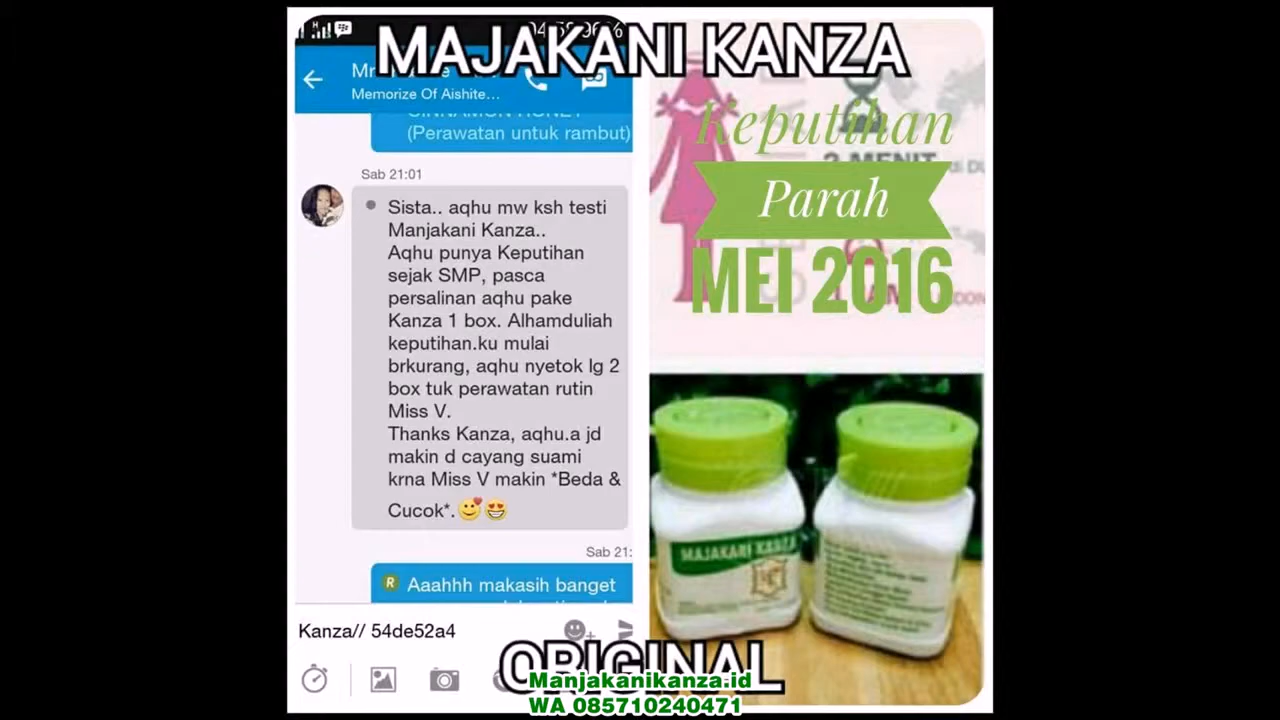 MAJAKANI KANZA
Memorize Of Aishite...
(Perawatan untuk rambut)
Sab 21:01
Sista.. aqhu mw ksh testi
Manjakani Kanza..
Aqhu punya Keputihan
sejak SMP, pasca
persalinan aqhu pake
Kanza 1 box. Alhamduliah
keputihan.ku mulai
brkurang, aqhu nyetok lg 2
box tuk perawatan rutin
Miss V.
Thanks Kanza, aqhu.a jd
makin d cayang suami
krna Miss V makin *Beda &
Cucok*.
Sab 21:
R Aaahhh makasih banget
Kanza// 54de52a4
Keputihan
Parah
MEI 2016
MAJAKANI KANZA
ORIGINAL
Manjakanikanza.id
WA 085710240471